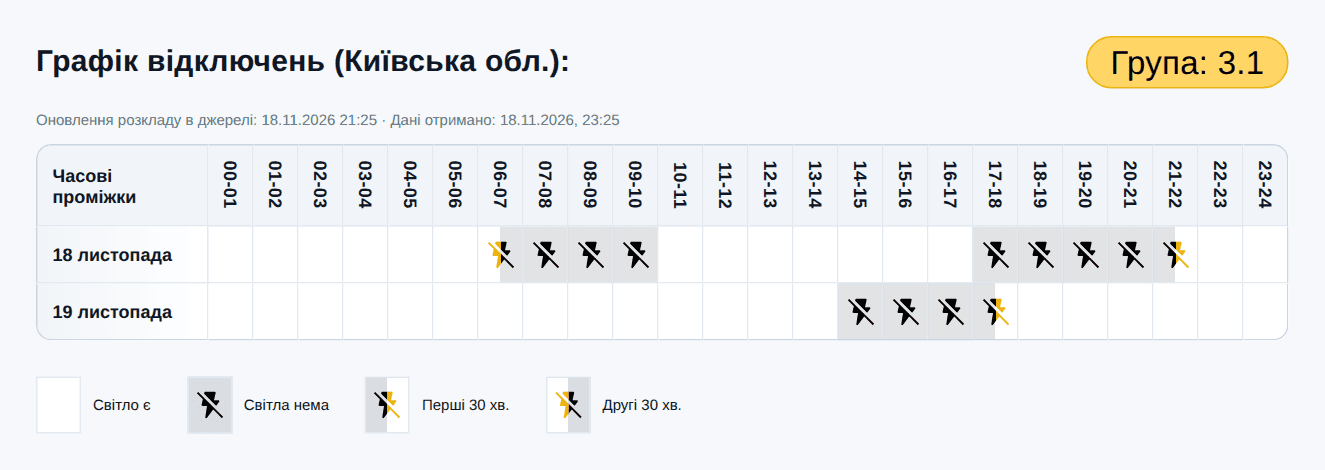 Графік відключень (Київська обл.):
Група: 3.1
Оновлення розкладу в джерелі: 18.11.2026 21:25 · Дані отримано: 18.11.2026, 23:25
Часові
проміжки
00-01
01-02
02-03
03-04
04-05
05-06
06-07
07-08
08-09
09-10
10-11
11-12
12-13
13-14
14-15
15-16
16-17
17-18
18-19
19-20
20-21
21-22
22-23
23-24
18 листопада
19 листопада
Світло є
Світла нема
Перші 30 хв.
Другі 30 хв.